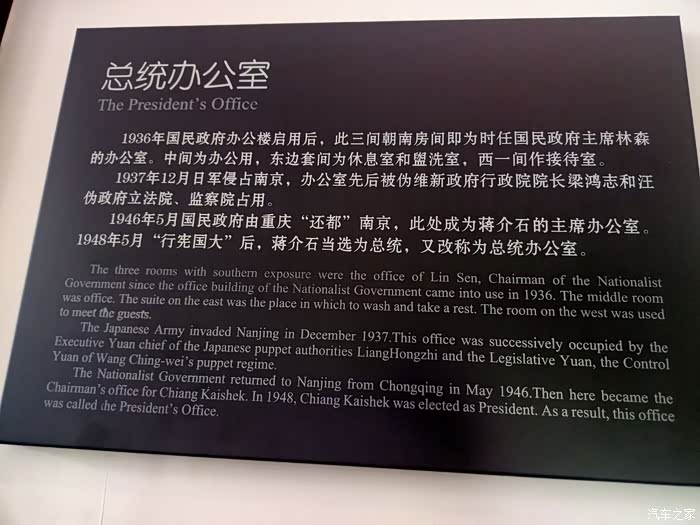 总统办公室
The President's Office
1936年国民政府办公楼启用后，此三间朝南房间即为时任国民政府主席林森
的办公室。中间为办公用，东边套间为休息室和盥洗室，西一间作接待室。
1937年12月日军侵占南京，办公室先后被伪维新政府行政院院长梁鸿志和汪
伪政府立法院、监察院占用。
1946年5月国民政府由重庆“还都”南京，此处成为蒋介石的主席办公室。
1948年5月“行宪国大”后，蒋介石当选为总统，又改称为总统办公室。
The three rooms with southern exposure were the office of Lin Sen, Chairman of the Nationalist
Government since the office building of the Nationalist Government came into use in 1936. The middle room
was office. The suite on the east was the place in which to wash and take a rest. The room on the west was used
to meet the guests.
The Japanese Army invaded Nanjing in December 1937.This office was successively occupied by the
Executive Yuan chief of the Japanese puppet authorities LiangHongzhi and the Legislative Yuan, the Control
Yuan of Wang Ching-wei's puppet regime.
The Nationalist Government returned to Nanjing from Chongqing in May 1946.Then here became the
Chairman's office for Chiang Kaishek. In 1948, Chiang Kaishek was elected as President. As a result, this office
was called the President's Office.
汽车之家